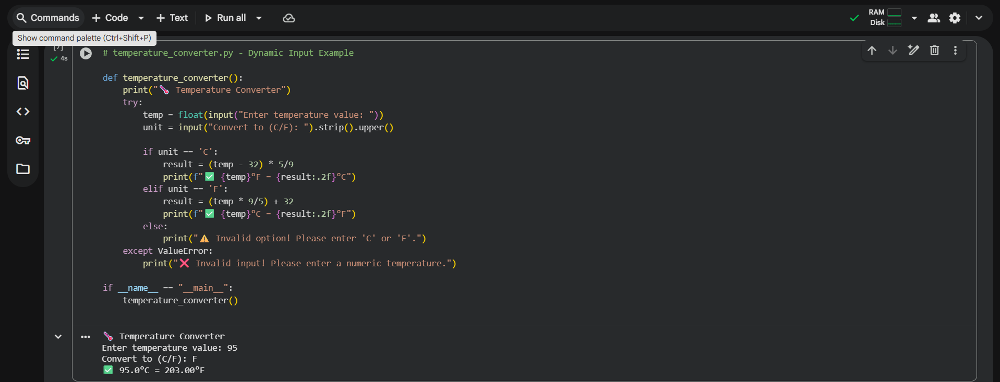 Commands + Code + Text Run all
RAM
Disk
Show command palette (Ctrl+Shift+P)
[7]
4s
# temperature_converter.py - Dynamic Input Example
def temperature_converter():
    print("🌡️ Temperature Converter")
    try:
        temp = float(input("Enter temperature value: "))
        unit = input("Convert to (C/F): ").strip().upper()
        if unit == 'C':
            result = (temp - 32) * 5/9
            print(f"✅ {temp}°F = {result:.2f}°C")
        elif unit == 'F':
            result = (temp * 9/5) + 32
            print(f"✅ {temp}°C = {result:.2f}°F")
        else:
            print("⚠️ Invalid option! Please enter 'C' or 'F'.")
    except ValueError:
        print("❌ Invalid input! Please enter a numeric temperature.")
if __name__ == "__main__":
    temperature_converter()
🌡️ Temperature Converter
Enter temperature value: 95
Convert to (C/F): F
✅ 95.0°C = 203.00°F